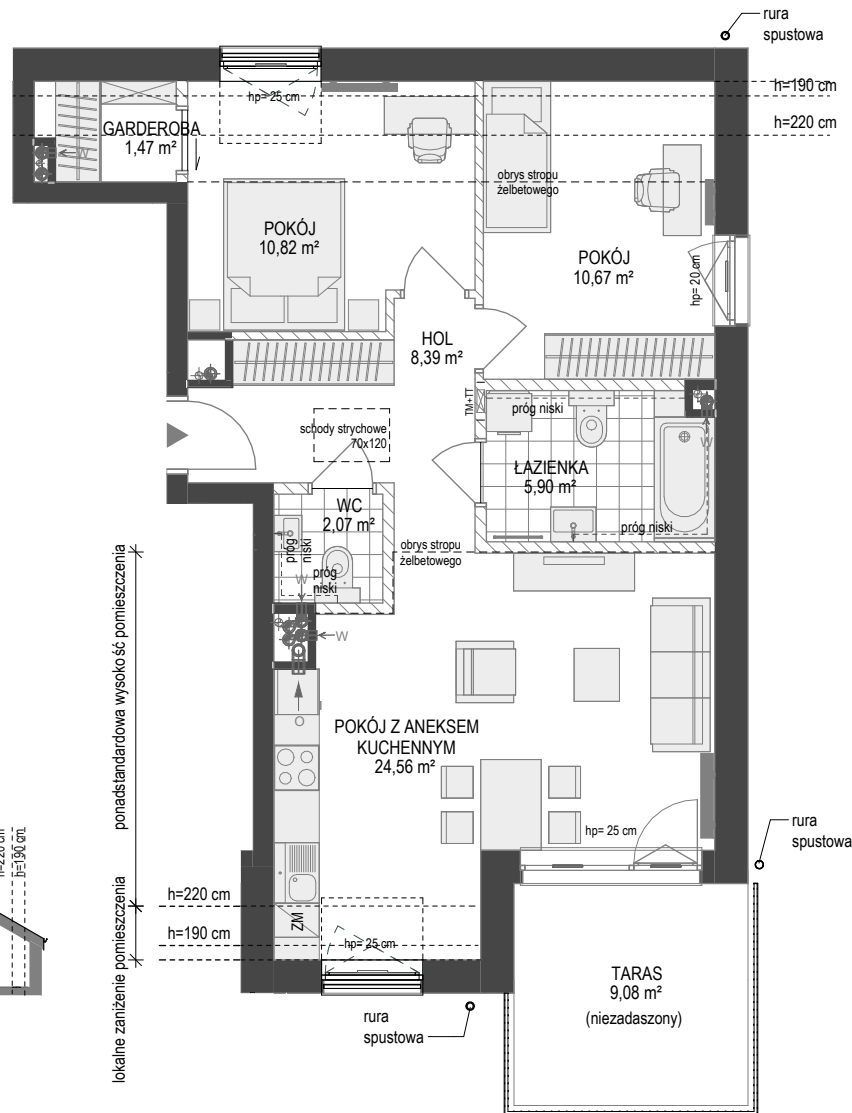 rura
spustowa
h=190 cm
hp= 25 cm
h=220 cm
GARDEROBA
1,47 m²
W
obrys stropu
żelbetowego
POKÓJ
10,82 m²
POKÓJ
10,67 m²
hp= 20 cm
HOL
8,39 m²
TM+TT
próg niski
schody strychowe
70x120
W
ŁAZIENKA
5,90 m²
WC
2,07 m²
próg niski
próg
niski
obrys stropu
żelbetowego
próg
niski
W
W
ponadstandardowa wysokość pomieszczenia
POKÓJ Z ANEKSEM
KUCHENNYM
24,56 m²
hp= 25 cm
rura
spustowa
h=220 cm
h=190 cm
h=220 cm
ZM
h=190 cm
hp= 25 cm
lokalne zaniżenie pomieszczenia
TARAS
9,08 m²
(niezadaszony)
rura
spustowa